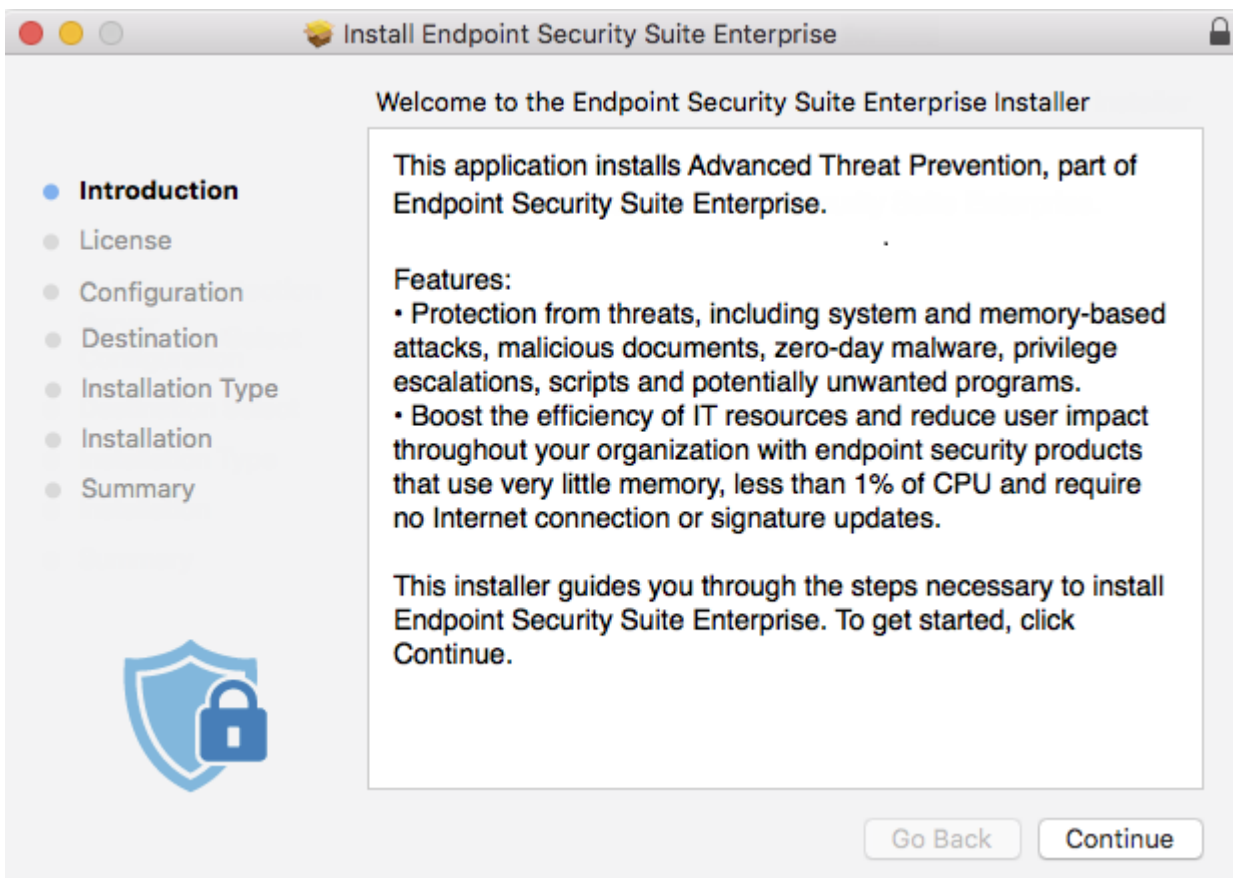 Install Endpoint Security Suite Enterprise
Welcome to the Endpoint Security Suite Enterprise Installer
Introduction
License
Configuration
Destination
Installation Type
Installation
Summary
This application installs Advanced Threat Prevention, part of
Endpoint Security Suite Enterprise.
.
Features:
• Protection from threats, including system and memory-based
attacks, malicious documents, zero-day malware, privilege
escalations, scripts and potentially unwanted programs.
• Boost the efficiency of IT resources and reduce user impact
throughout your organization with endpoint security products
that use very little memory, less than 1% of CPU and require
no Internet connection or signature updates.
This installer guides you through the steps necessary to install
Endpoint Security Suite Enterprise. To get started, click
Continue.
Go Back
Continue